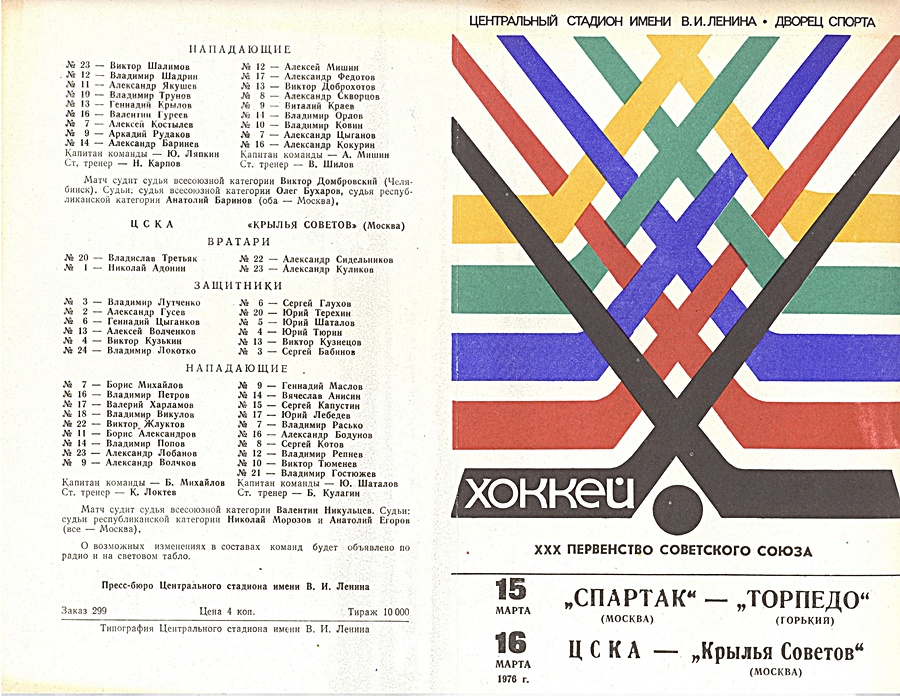 НАПАДАЮЩИЕ
№ 23 — Виктор Шалимов
№ 12 — Владимир Шадрин
№ 11 — Александр Якушев
№ 19 — Владимир Трунов
№ 13 — Геннадий Крылов
№ 16 — Валентин Гуреев
№ 7 — Алексей Костылев
№ 9 — Аркадий Рудаков
№ 14 — Александр Баринев
Капитан команды — Ю. Ляпкин
Ст. тренер — Н. Карпов
№ 12 — Алексей Мишин
№ 17 — Александр Федотов
№ 13 — Виктор Доброхотов
№ 8 — Александр Скворцов
№ 9 — Виталий Краев
№ 11 — Владимир Орлов
№ 10 — Владимир Ковин
№ 7 — Александр Цыганов
№ 16 — Александр Кокурин
Капитан команды — А. Мишин
Ст. тренер — В. Шилов
Матч судит судья всесоюзной категории Виктор Домбровский (Челя-
бинск). Судьи: судья всесоюзной категории Олег Бухаров, судья респуб-
ликанской категории Анатолий Баринов (оба — Москва),
ЦСКА
«КРЫЛЬЯ СОВЕТОВ» (Москва)
ВРАТАРИ
№ 20 — Владислав Третьяк
№ 1 — Николай Адонин
№ 22 — Александр Сидельников
№ 23 — Александр Куликов
ЗАЩИТНИКИ
№ 3 — Владимир Лутченко
№ 2 — Александр Гусев
№ 6 — Геннадий Цыганков
№ 13 — Алексей Волченков
№ 4 — Виктор Кузькин
№ 24 — Владимир Локотко
№ 6 — Сергей Глухов
№ 20 — Юрий Терехин
№ 5 — Юрий Шаталов
№ 4 — Юрий Тюрин
№ 13 — Виктор Кузнецов
№ 3 — Сергей Бабинов
НАПАДАЮЩИЕ
№ 7 — Борис Михайлов
№ 16 — Владимир Петров
№ 17 — Валерий Харламов
№ 18 — Владимир Викулов
№ 22 — Виктор Жлуктов
№ 11 — Борис Александров
№ 14 — Владимир Попов
№ 23 — Александр Лобанов
№ 9 — Александр Волчков
Капитан команды — Б. Михайлов
Ст. тренер — К. Локтев
№ 9 — Геннадий Маслов
№ 14 — Вячеслав Анисин
№ 15 — Сергей Капустин
№ 17 — Юрий Лебедев
№ 7 — Владимир Расько
№ 16 — Александр Бодунов
№ 8 — Сергей Котов
№ 12 — Владимир Репнев
№ 10 — Виктор Тюменев
№ 21 — Владимир Гостюжев
Капитан команды — Ю. Шаталов
Ст. тренер — Б. Кулагин
Матч судит судья всесоюзной категории Валентин Никульцев. Судьи:
судьи республиканской категории Николай Морозов и Анатолий Егоров
(все — Москва),
О возможных изменениях в составах команд будет объявлено по
радио и на световом табло.
Пресс-бюро Центрального стадиона имени В. И. Ленина
Заказ 299 Цена 4 коп. Тираж 10 000
Типография Центрального стадиона имени В. И. Ленина
ЦЕНТРАЛЬНЫЙ СТАДИОН ИМЕНИ В.И.ЛЕНИНА • ДВОРЕЦ СПОРТА
хоккей
XXX ПЕРВЕНСТВО СОВЕТСКОГО СОЮЗА
15
МАРТА
„СПАРТАК“ — „ТОРПЕДО“
(МОСКВА) (ГОРЬКИЙ)
16
МАРТА
1976 г.
ЦСКА — „Крылья Советов“
(МОСКВА)